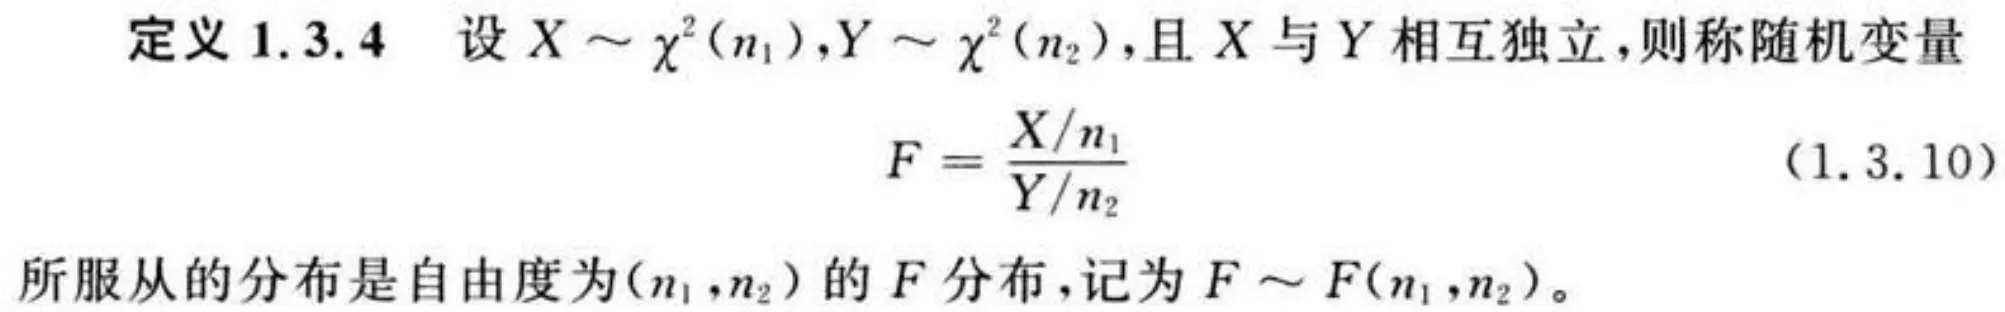 定义 1.3.4 设 X ~ χ²(n₁),Y ~ χ²(n₂),且 X 与 Y 相互独立,则称随机变量
F = (X/n₁)/(Y/n₂) (1.3.10)
所服从的分布是自由度为(n₁,n₂)的 F 分布,记为 F ~ F(n₁,n₂)。